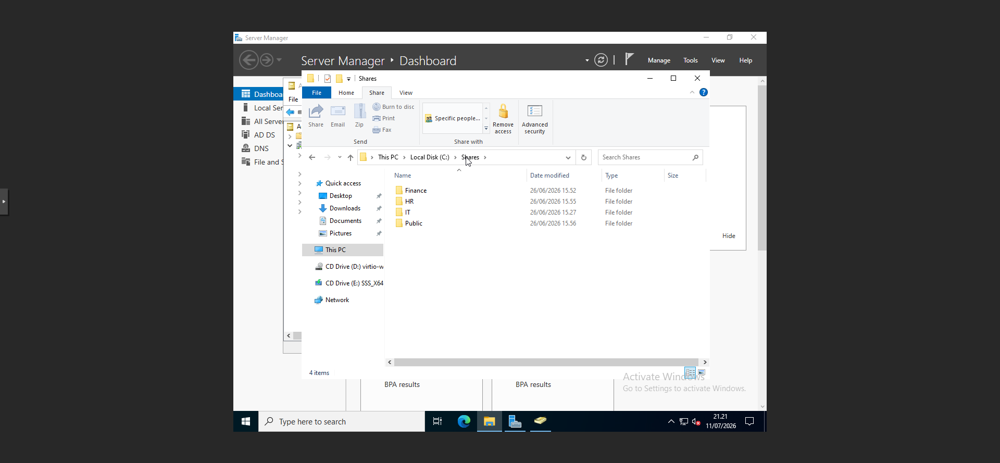 Server Manager
Server Manager ‣ Dashboard
Manage Tools View Help
Shares
File Home Share View
Share
Email
Zip
Burn to disc
Print
Fax
Send
Specific people...
Share with
Remove access
Advanced security
This PC › Local Disk (C:) › Shares ›
Search Shares
Dashboa
Local Ser
All Server
AD DS
DNS
File and S
File
A
Quick access
Desktop
Downloads
Documents
Pictures
This PC
CD Drive (D:) virtio-w
CD Drive (E:) SSS_X64
Network
Name Date modified Type Size
Finance 26/06/2026 15.52 File folder
HR 26/06/2026 15.55 File folder
IT 26/06/2026 15.27 File folder
Public 26/06/2026 15.56 File folder
Hide
4 items
BPA results
BPA results
Activate Windows
Go to Settings to activate Windows.
Type here to search
21.21
11/07/2026